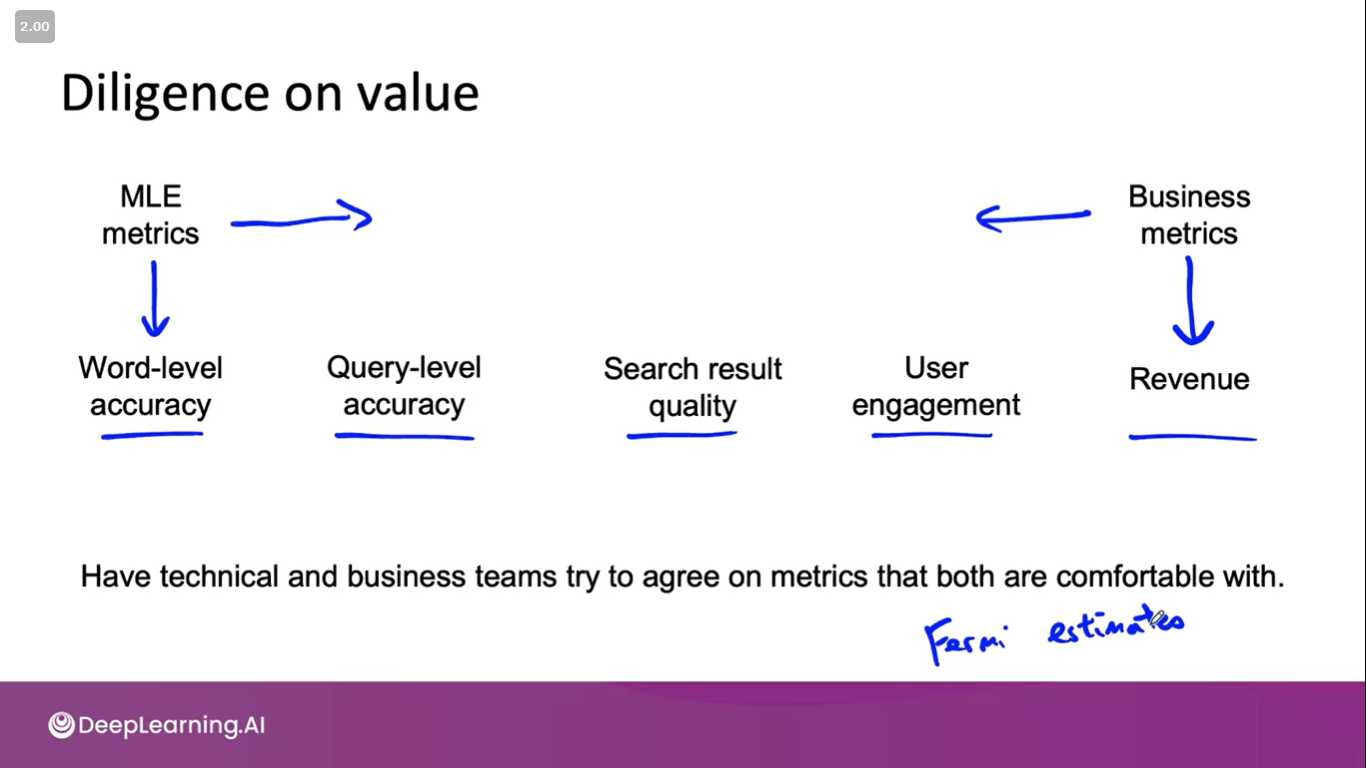 2.00
Diligence on value
MLE
metrics
Business
metrics
Word-level
accuracy
Query-level
accuracy
Search result
quality
User
engagement
Revenue
Have technical and business teams try to agree on metrics that both are comfortable with.
Fermi estimates
DeepLearning.AI